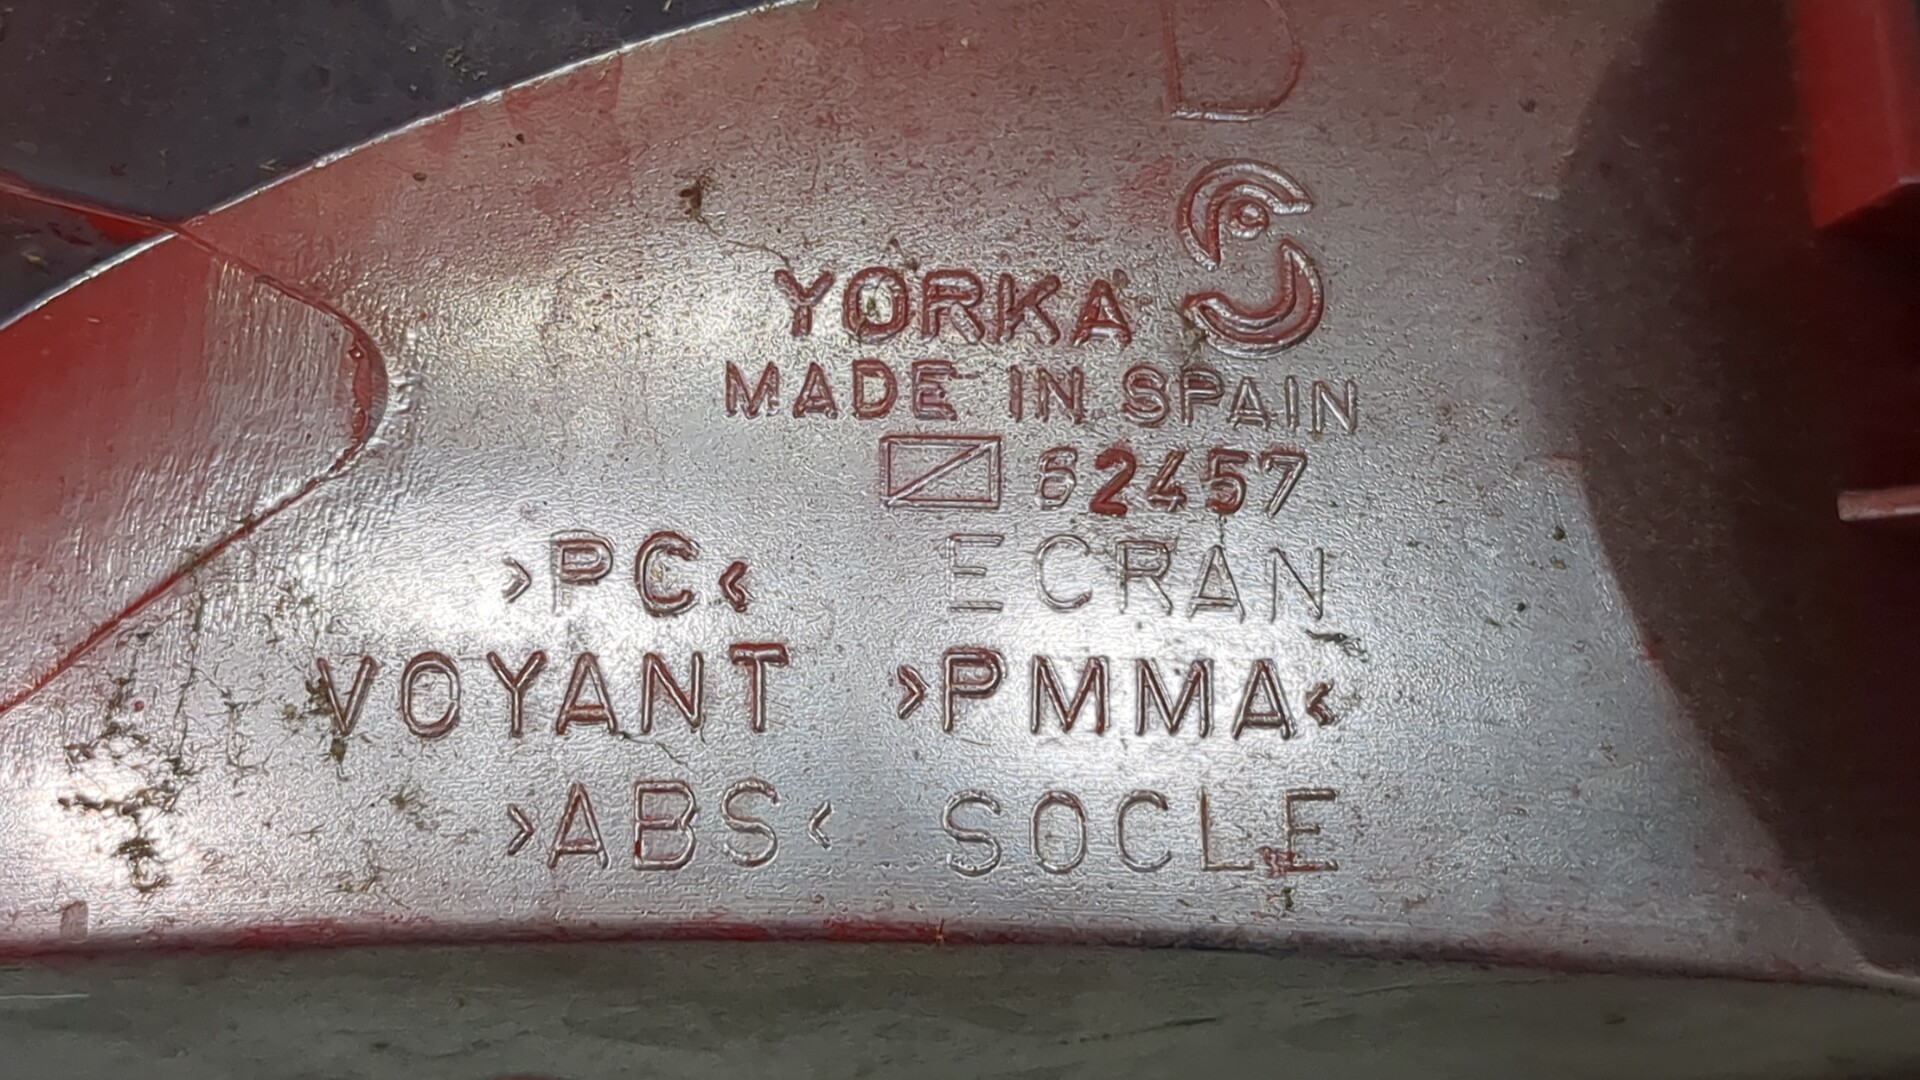 D
YORKA
MADE IN SPAIN
62457
>PC< ECRAN
VOYANT >PMMA<
>ABS< SOCLE